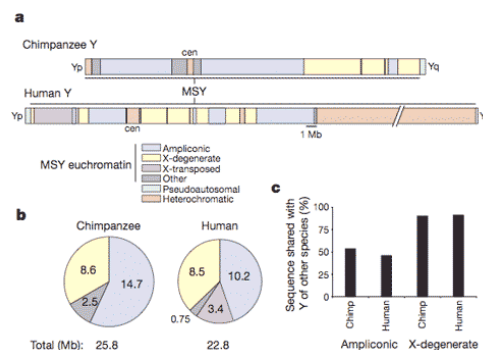 a
Chimpanzee Y
cen
Yp
Yq
Human Y
MSY
Yp
cen
1 Mb
MSY euchromatin
Ampliconic
X-degenerate
X-transposed
Other
Pseudoautosomal
Heterochromatic
b
Chimpanzee
Human
8.6
14.7
2.5
8.5
10.2
0.75
3.4
Total (Mb):
25.8
22.8
c
Sequence shared with
Y of other species (%)
100
75
50
25
0
Chimp
Human
Chimp
Human
Ampliconic
X-degenerate